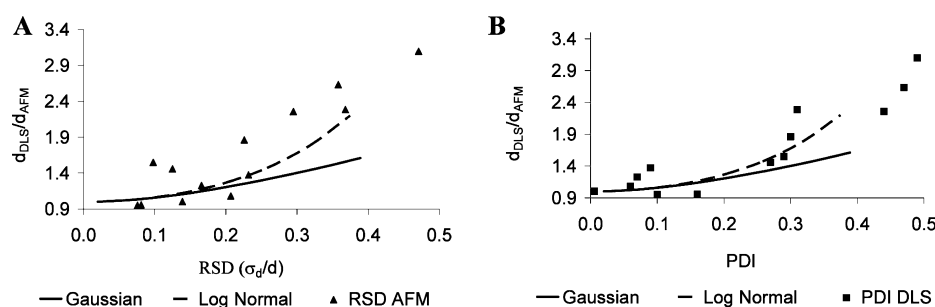 A
3.4
2.9
2.4
1.9
1.4
0.9
dDLS/dAFM
0.0 0.1 0.2 0.3 0.4 0.5
RSD (σd/d)
Gaussian Log Normal RSD AFM
B
3.4
2.9
2.4
1.9
1.4
0.9
dDLS/dAFM
0.0 0.1 0.2 0.3 0.4 0.5
PDI
Gaussian Log Normal PDI DLS